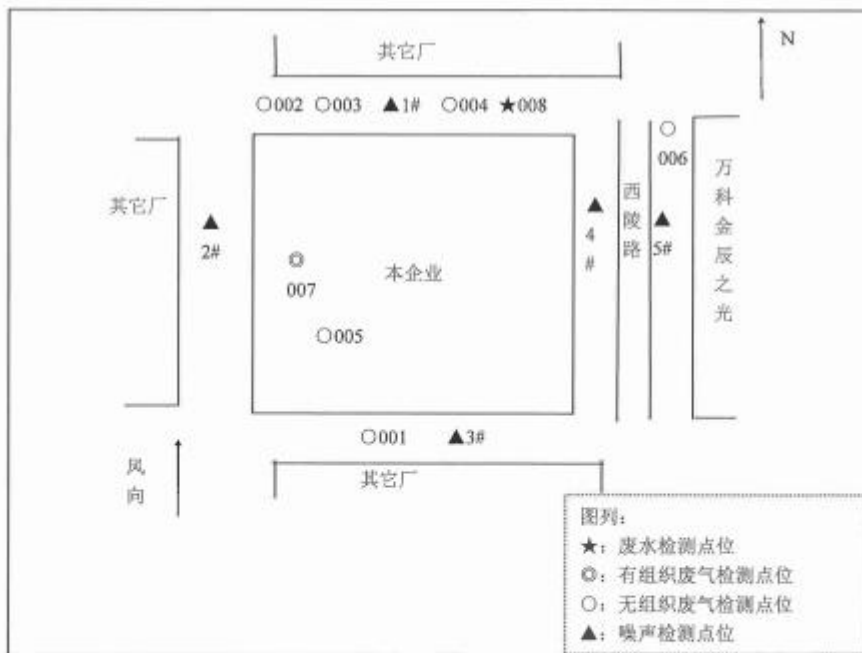 其它厂
N
○002 ○003 ▲1# ○004 ★008
○
006
其它厂
▲
2#
▲
4
#
西陵路
▲
5#
万科金辰之光
◎
007
本企业
○005
○001 ▲3#
风向
其它厂
图列：
★：废水检测点位
◎：有组织废气检测点位
○：无组织废气检测点位
▲：噪声检测点位